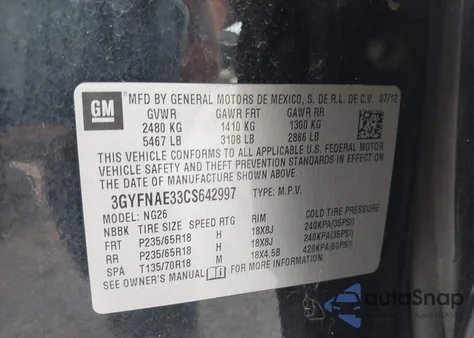 GM
MFD BY GENERAL MOTORS DE MEXICO, S. DE R.L. DE C.V. 07/12
GVWR GAWR FRT GAWR RR
2480 KG 1410 KG 1300 KG
5467 LB 3108 LB 2866 LB
THIS VEHICLE CONFORMS TO ALL APPLICABLE U.S. FEDERAL
VEHICLE SAFETY AND THEFT PREVENTION STANDARDS IN
EFFECT ON THE DATE OF MANUFACTURE SHOWN ABOVE.
3GYFNAE33CS642997 TYPE: M.P.V.
MODEL: NG26
NBBK TIRE SIZE SPEED RTG RIM COLD TIRE PRESSURE
FRT P235/65R18 H 18X8J 240KPA(35PSI)
RR P235/65R18 H 18X8J 240KPA(35PSI)
SPA T135/70R18 M 18X4.5B 420KPA(60PSI)
SEE OWNER'S MANUAL FOR MORE INFORMATION.
autoSnap